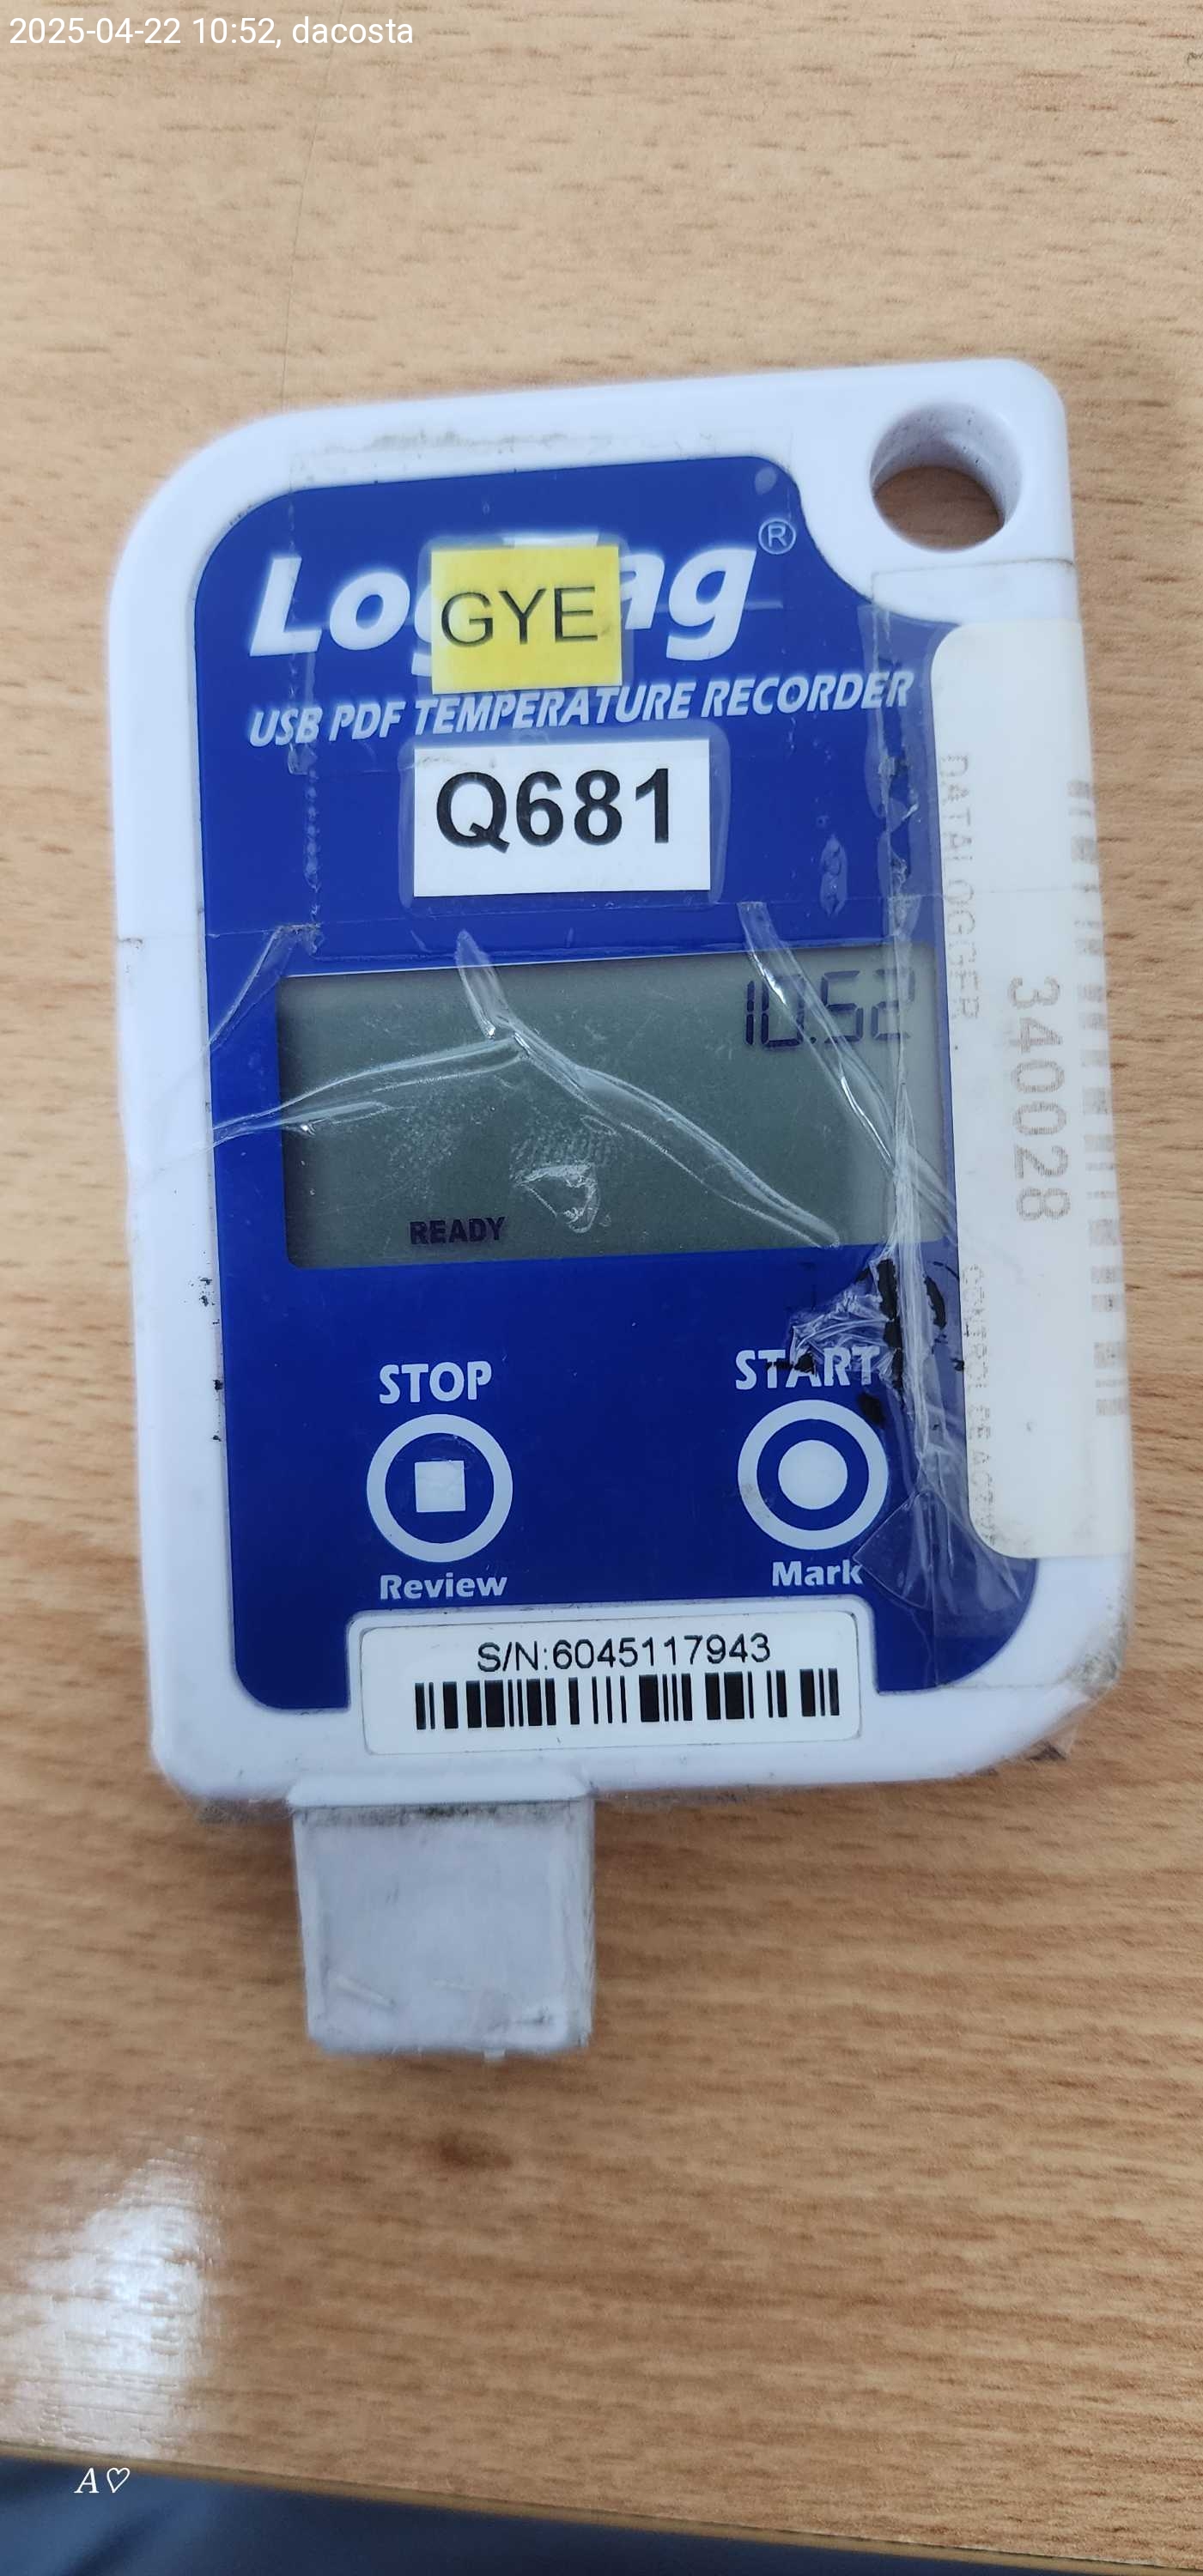 2025-04-22 10:52, dacosta
LogTag®
GYE
USB PDF TEMPERATURE RECORDER
Q681
10:52
READY
DATALOGGER
340028
STOP
START
Review
Mark
S/N:6045117943
A♡